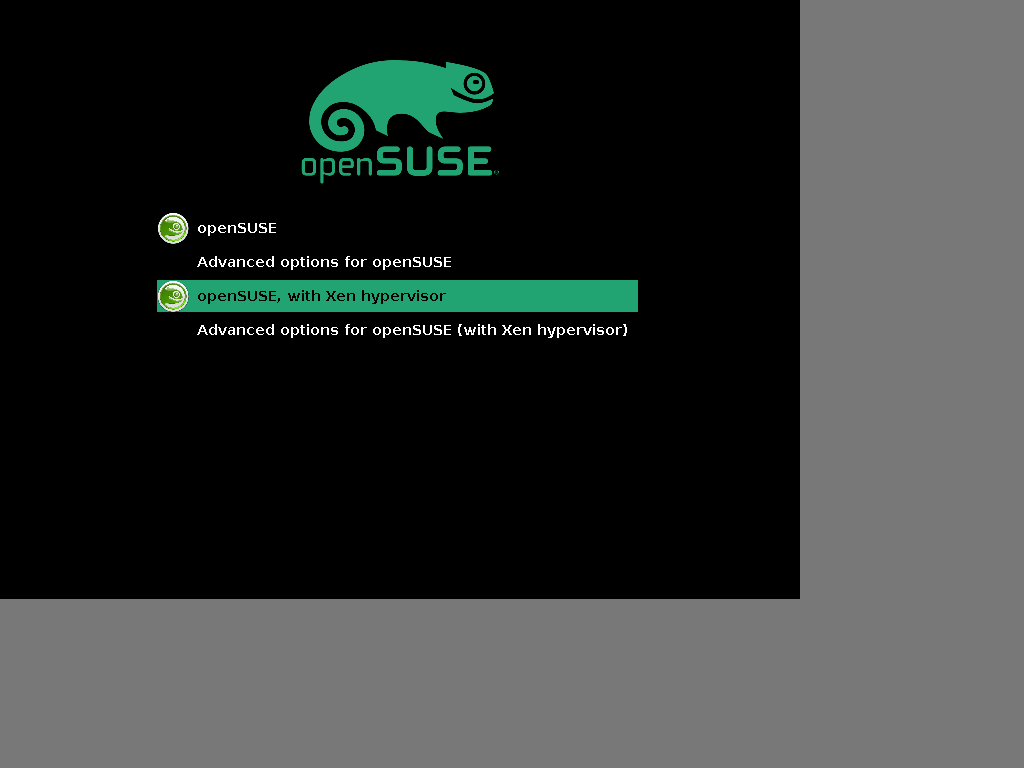 openSUSE
openSUSE
Advanced options for openSUSE
openSUSE, with Xen hypervisor
Advanced options for openSUSE (with Xen hypervisor)